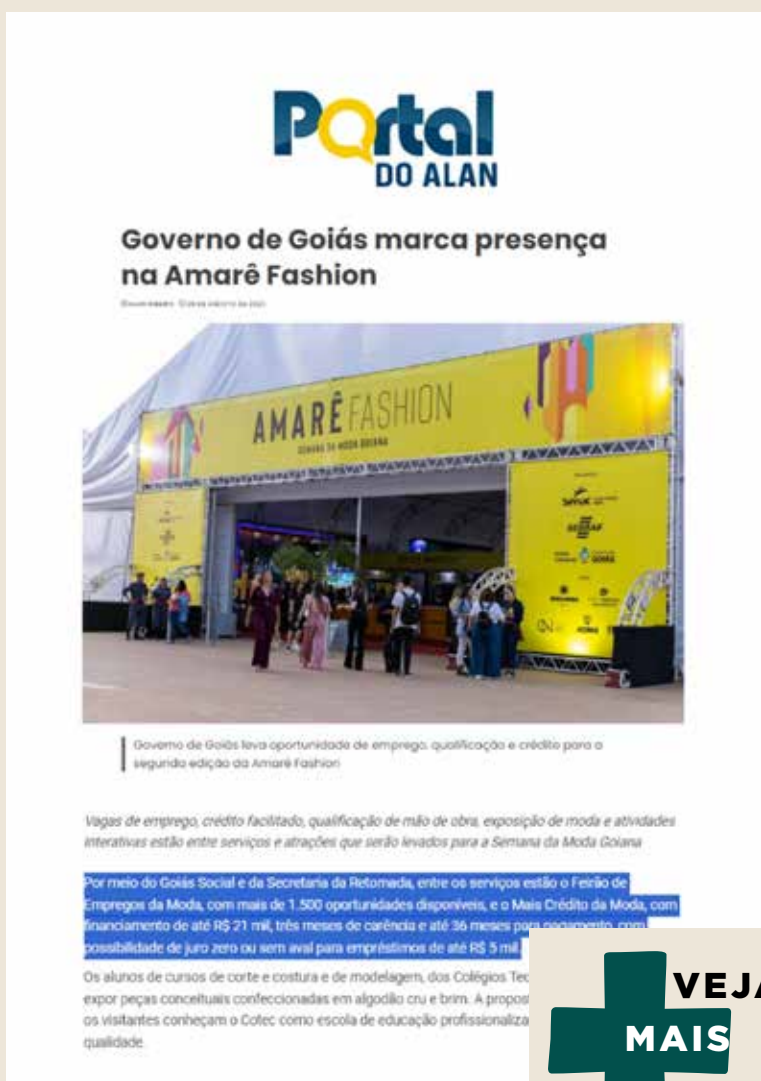 Portal
DO ALAN
Governo de Goiás marca presença
na Amarê Fashion
AMARÊ FASHION
SEMANA DA MODA GOIANA
SEBRAE
GOIÁS
Governo de Goiás leva oportunidade de emprego, qualificação e crédito para a
segunda edição da Amarê Fashion
Vagas de emprego, crédito facilitado, qualificação de mão de obra, exposição de moda e atividades
interativas estão entre serviços e atrações que serão levados para a Semana da Moda Goiana
Por meio do Goiás Social e da Secretaria da Retomada, entre os serviços estão o Feirão de
Empregos da Moda, com mais de 1.500 oportunidades disponíveis, e o Mais Crédito da Moda, com
financiamento de até R$ 21 mil, três meses de carência e até 36 meses para pagamento, com
possibilidade de juro zero ou sem aval para empréstimos de até R$ 5 mil
Os alunos de cursos de corte e costura e de modelagem, dos Colégios Tec
expor peças conceituais confeccionadas em algodão cru e brim. A propos
os visitantes conheçam o Cotec como escola de educação profissionaliza
qualidade
VEJA
MAIS